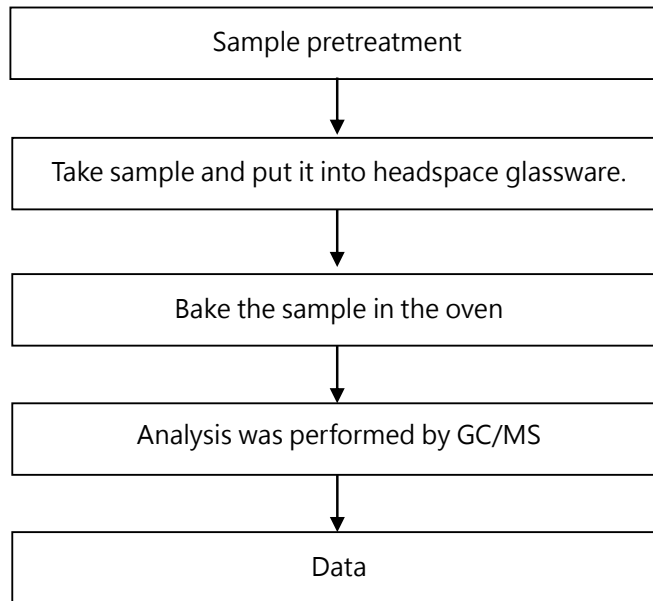 Sample pretreatment
Take sample and put it into headspace glassware.
Bake the sample in the oven
Analysis was performed by GC/MS
Data